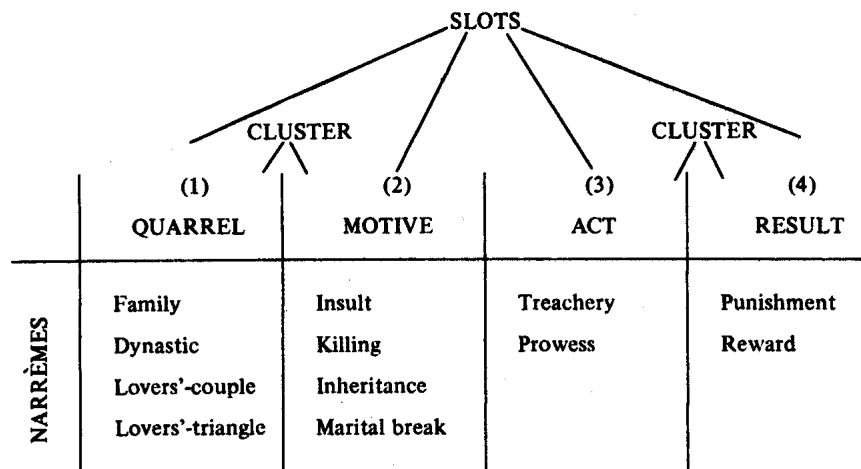 SLOTS
CLUSTER CLUSTER
(1) (2) (3) (4)
QUARREL MOTIVE ACT RESULT
NARRÈMES
Family Insult Treachery Punishment
Dynastic Killing Prowess Reward
Lovers'-couple Inheritance
Lovers'-triangle Marital break